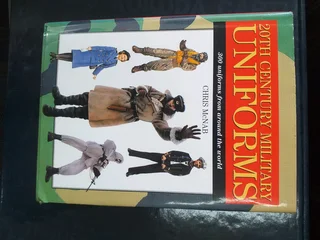 20TH CENTURY MILITARY
UNIFORMS
300 uniforms from around the world
CHRIS McNAB